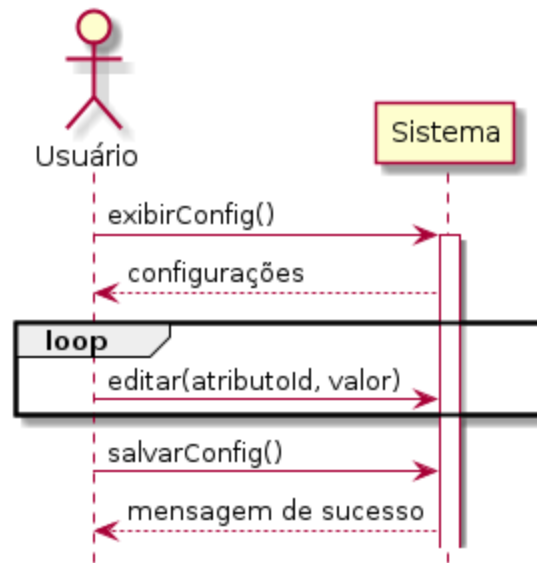 Usuário
Sistema
exibirConfig()
configurações
loop
editar(atributoId, valor)
salvarConfig()
mensagem de sucesso